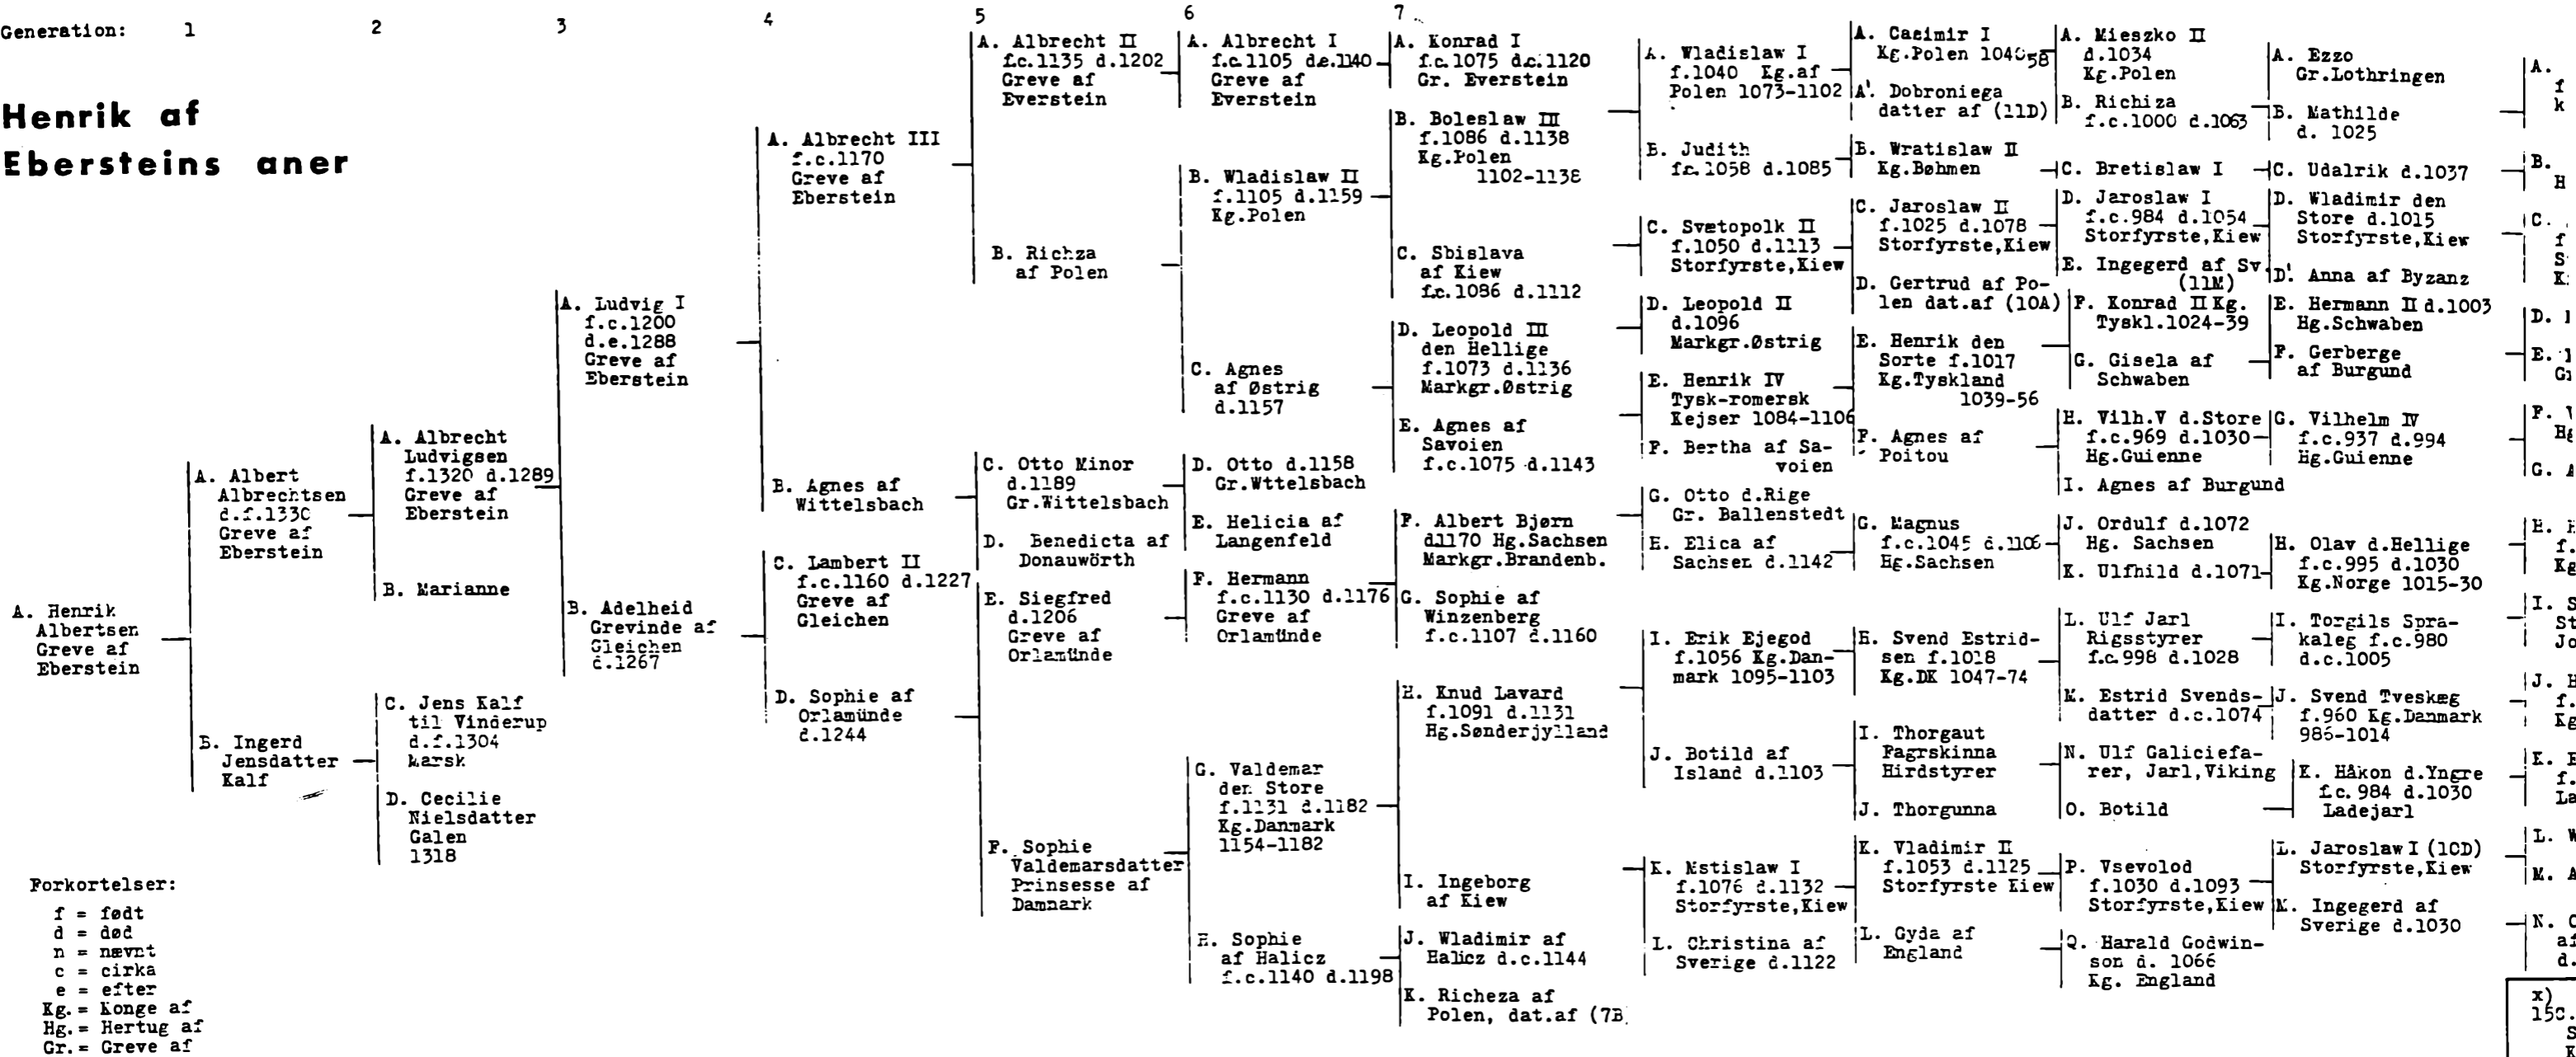 Generation: 1 2 3 4 5 6 7
Henrik af
Ebersteins aner
A. Henrik
Albertsen
Greve af
Eberstein
A. Albert
Albrechtsen
d.f.1330
Greve af
Eberstein
B. Ingerd
Jensdatter
Kalf
A. Albrecht
Ludvigsen
f.1320 d.1289
Greve af
Eberstein
B. Marianne
C. Jens Kalf
til Vinderup
d.f.1304
Marsk
D. Cecilie
Nielsdatter
Galen
1318
A. Ludvig I
f.c.1200
d.e.1288
Greve af
Eberstein
B. Adelheid
Grevinde af
Gleichen
d.1267
A. Albrecht III
f.c.1170
Greve af
Eberstein
B. Agnes af
Wittelsbach
C. Lambert II
f.c.1160 d.1227
Greve af
Gleichen
D. Sophie af
Orlamünde
d.1244
A. Albrecht II
f.c.1135 d.1202
Greve af
Everstein
B. Richza
af Polen
C. Otto Minor
d.1189
Gr.Wittelsbach
D. Benedicta af
Donauwörth
E. Siegfred
d.1206
Greve af
Orlamünde
F. Sophie
Valdemarsdatter
Prinsesse af
Damnark
A. Albrecht I
f.c.1105 d.e.1140
Greve af
Everstein
B. Wladislaw II
f.1105 d.1159
Kg.Polen
C. Agnes
af Østrig
d.1157
D. Otto d.1158
Gr.Wttelsbach
E. Helicia af
Langenfeld
F. Hermann
f.c.1130 d.1176
Greve af
Orlamünde
G. Valdemar
den Store
f.1131 d.1182
Kg.Danmark
1154-1182
H. Sophie
af Halicz
f.c.1140 d.1198
A. Konrad I
f.c.1075 d.c.1120
Gr. Everstein
B. Boleslaw III
f.1086 d.1138
Kg.Polen
1102-1138
C. Sbislava
af Kiew
f.c.1086 d.1112
D. Leopold III
den Hellige
f.1073 d.1136
Markgr.Østrig
E. Agnes af
Savoien
f.c.1075 d.1143
F. Albert Bjørn
d.1170 Hg.Sachsen
Markgr.Brandenb.
G. Sophie af
Winzenberg
f.c.1107 d.1160
H. Knud Lavard
f.1091 d.1131
Hg.Sønderjylland
I. Ingeborg
af Kiew
J. Wladimir af
Halicz d.c.1144
K. Richeza af
Polen, dat.af (7B
A. Wladislaw I
f.1040 Kg.af
Polen 1073-1102
B. Judith
f.c.1058 d.1085
C. Svætopolk II
f.1050 d.1113
Storfyrste,Kiew
D. Leopold II
d.1096
Markgr.Østrig
E. Henrik IV
Tysk-romersk
Kejser 1084-1106
F. Bertha af Sa-
voien
G. Otto d.Rige
Gr. Ballenstedt
H. Elica af
Sachsen d.1142
I. Erik Ejegod
f.1056 Kg.Dan-
mark 1095-1103
J. Botild af
Island d.1103
K. Mstislaw I
f.1076 d.1132
Storfyrste,Kiew
L. Christina af
Sverige d.1122
A. Casimir I
Kg.Polen 1040-58
A'. Dobroniega
datter af (11D)
B. Wratislaw II
Kg.Bøhmen
C. Jaroslaw II
f.1025 d.1078
Storfyrste,Kiew
D. Gertrud af Po-
len dat.af (10A)
E. Henrik den
Sorte f.1017
Kg.Tyskland
1039-56
F. Agnes af
Poitou
G. Magnus
f.c.1045 d.1106
Hg.Sachsen
H. Svend Estrid-
sen f.1018
Kg.DK 1047-74
I. Thorgaut
Fagrskinna
Hirdstyrer
J. Thorgunna
K. Vladimir II
f.1053 d.1125
Storfyrste Kiew
L. Gyda af
England
A. Mieszko II
d.1034
Kg.Polen
B. Richiza
f.c.1000 d.1063
C. Bretislaw I
D. Jaroslaw I
f.c.984 d.1054
Storfyrste,Kiew
E. Ingegerd af Sv.
(11M)
F. Konrad II Kg.
Tyskl.1024-39
G. Gisela af
Schwaben
H. Vilh.V d.Store
f.c.969 d.1030
Hg.Guienne
I. Agnes af Burgund
J. Ordulf d.1072
Hg. Sachsen
K. Ulfhild d.1071
L. Ulf Jarl
Rigsstyrer
f.c.998 d.1028
M. Estrid Svends-
datter d.c.1074
N. Ulf Galiciefa-
rer, Jarl,Viking
O. Botild
P. Vsevolod
f.1030 d.1093
Storfyrste,Kiew
Q. Harald Godwin-
son d. 1066
Kg. England
A. Ezzo
Gr.Lothringen
B. Mathilde
d. 1025
C. Udalrik d.1037
D. Wladimir den
Store d.1015
Storfyrste,Kiew
D.' Anna af Byzanz
E. Hermann II d.1003
Hg.Schwaben
F. Gerberge
af Burgund
G. Vilhelm IV
f.c.937 d.994
Hg.Guienne
H. Olav d.Hellige
f.c.995 d.1030
Kg.Norge 1015-30
I. Torgils Spra-
kaleg f.c.980
d.c.1005
J. Svend Tveskæg
f.960 Kg.Danmark
986-1014
K. Håkon d.Yngre
f.c.984 d.1030
Ladejarl
L. Jaroslaw I (10D)
Storfyrste,Kiew
M. Ingegerd af
Sverige d.1030
A.
f
k
B.
H
C.
f
S
K
D.
E.
G
F.
Hg
G.
H.
f.
Kg
I. S
St
Jo
J. H
f.
Kg
K. E
f.
La
L. W
M. A
N. C
af
d.
x)
15C.
S
K
Forkortelser:
f = født
d = død
n = nævnt
c = cirka
e = efter
Kg.= Konge af
Hg.= Hertug af
Gr.= Greve af